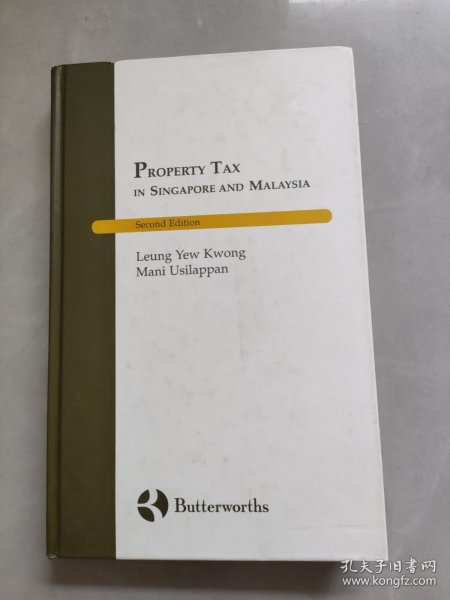 PROPERTY TAX
IN SINGAPORE AND MALAYSIA
Second Edition
Leung Yew Kwong
Mani Usilappan
Butterworths
孔夫子旧书网
www.kongfz.com